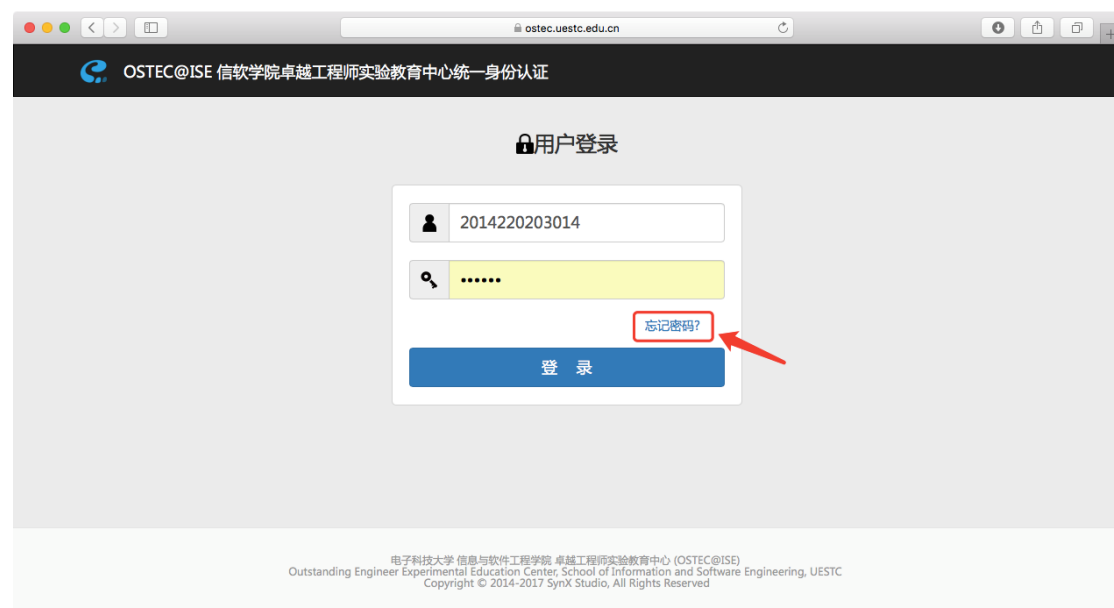 ostec.uestc.edu.cn
OSTEC@ISE 信软学院卓越工程师实验教育中心统一身份认证
用户登录
2014220203014
••••••
忘记密码?
登 录
电子科技大学 信息与软件工程学院 卓越工程师实验教育中心 (OSTEC@ISE)
Outstanding Engineer Experimental Education Center, School of Information and Software Engineering, UESTC
Copyright © 2014-2017 SynX Studio, All Rights Reserved